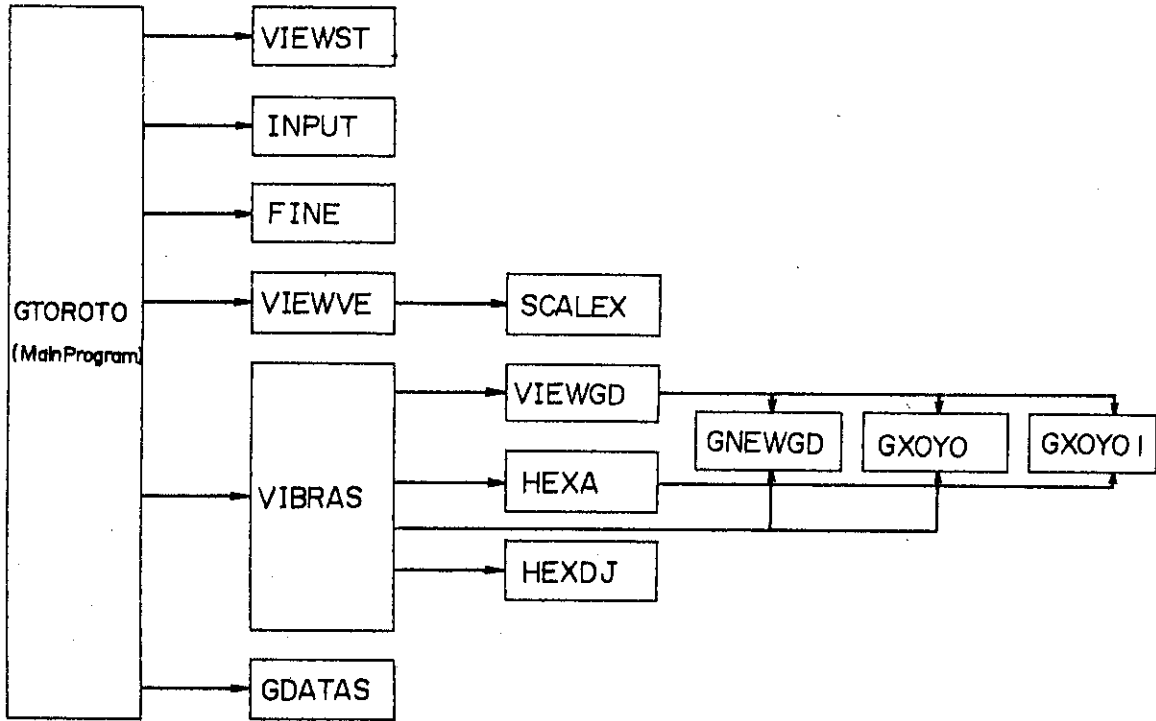 VIEWST
INPUT
FINE
GTOROTO
(MainProgram)
VIEWVE
SCALEX
VIBRAS
VIEWGD
GNEWGD
GXOYO
GXOYO1
HEXA
HEXDJ
GDATAS